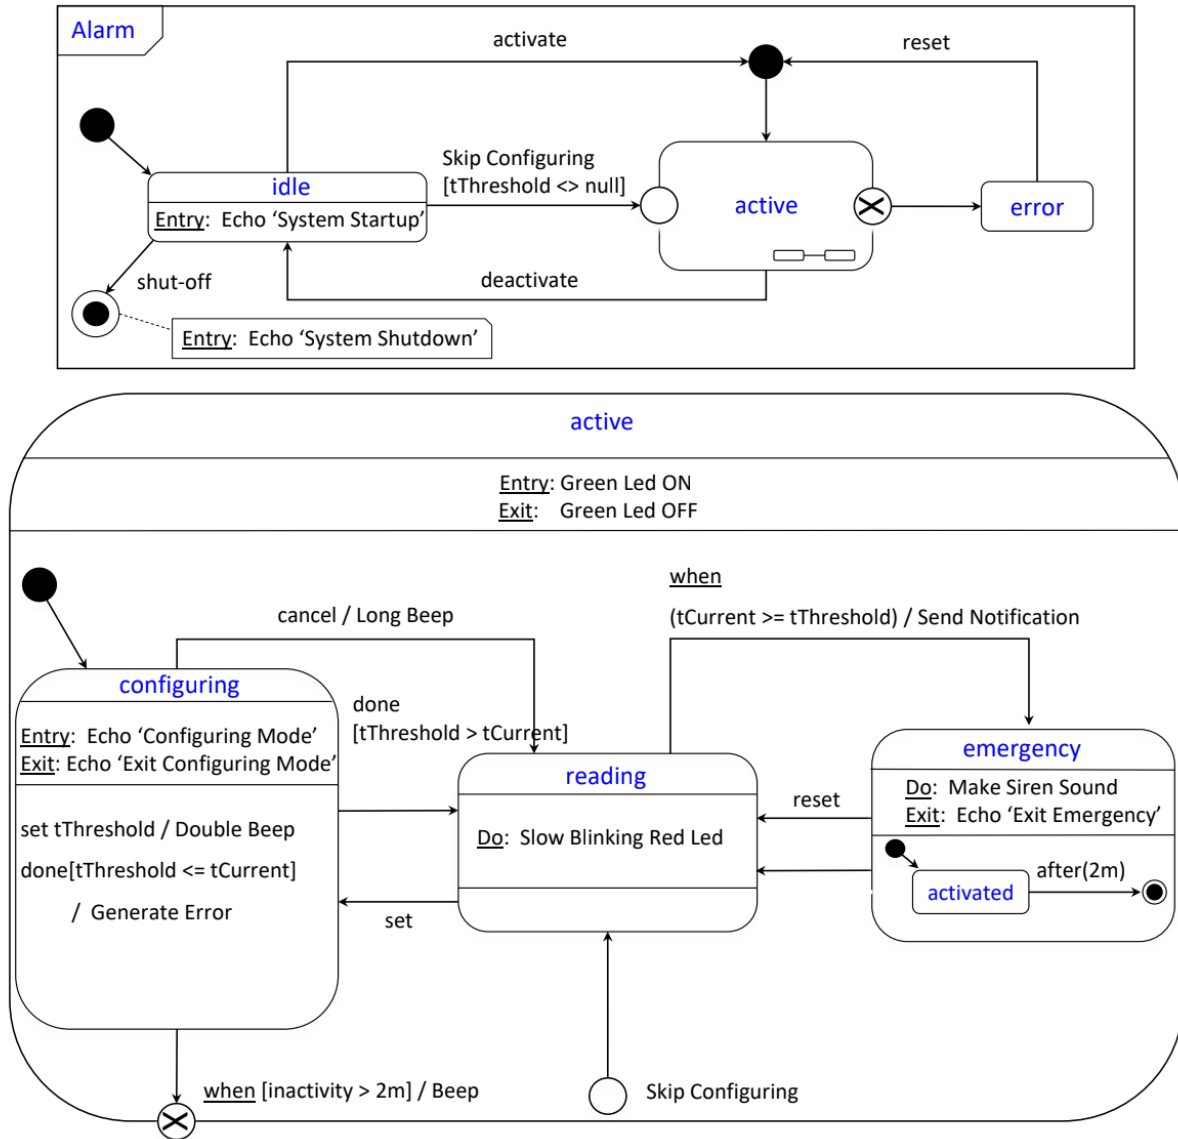 Alarm
activate
reset
Skip Configuring
[tThreshold <> null]
idle
Entry: Echo ‘System Startup’
active
error
shut-off
deactivate
Entry: Echo ‘System Shutdown’
active
Entry: Green Led ON
Exit: Green Led OFF
when
(tCurrent >= tThreshold) / Send Notification
cancel / Long Beep
configuring
done
[tThreshold > tCurrent]
Entry: Echo ‘Configuring Mode’
Exit: Echo ‘Exit Configuring Mode’
reading
emergency
Do: Make Siren Sound
Exit: Echo ‘Exit Emergency’
reset
set tThreshold / Double Beep
Do: Slow Blinking Red Led
done[tThreshold <= tCurrent]
/ Generate Error
after(2m)
activated
set
when [inactivity > 2m] / Beep
Skip Configuring